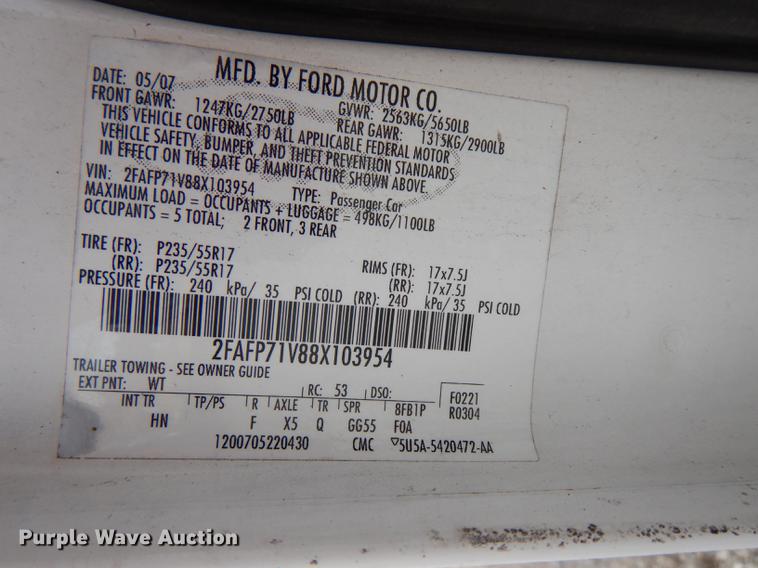 MFD. BY FORD MOTOR CO.
DATE: 05/07 GVWR: 2563KG/5650LB
FRONT GAWR: 1247KG/2750LB REAR GAWR: 1315KG/2900LB
THIS VEHICLE CONFORMS TO ALL APPLICABLE FEDERAL MOTOR
VEHICLE SAFETY, BUMPER, AND THEFT PREVENTION STANDARDS
IN EFFECT ON THE DATE OF MANUFACTURE SHOWN ABOVE.
VIN: 2FAFP71V88X103954 TYPE: Passenger Car
MAXIMUM LOAD = OCCUPANTS + LUGGAGE = 498KG/1100LB
OCCUPANTS = 5 TOTAL; 2 FRONT, 3 REAR
TIRE (FR): P235/55R17 RIMS (FR): 17x7.5J
(RR): P235/55R17 (RR): 17x7.5J
PRESSURE (FR): 240 kPa/ 35 PSI COLD (RR): 240 kPa/ 35 PSI COLD
2FAFP71V88X103954
TRAILER TOWING - SEE OWNER GUIDE
EXT PNT: WT RC: 53 DSO: F0221
INT TR TP/PS R AXLE TR SPR 8FB1P R0304
HN F X5 Q GG55 FOA
1200705220430 CMC ▽5U5A-5420472-AA
Purple Wave Auction